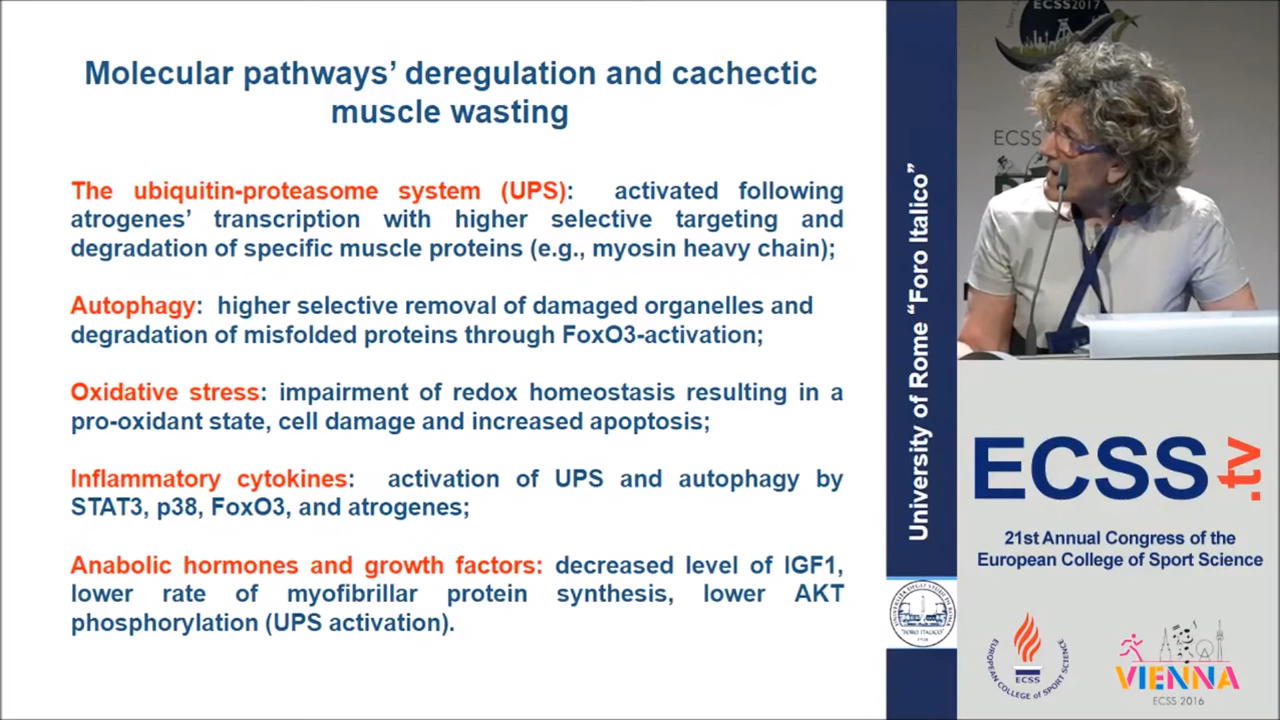 Molecular pathways’ deregulation and cachectic
muscle wasting
The ubiquitin-proteasome system (UPS): activated following
atrogenes’ transcription with higher selective targeting and
degradation of specific muscle proteins (e.g., myosin heavy chain);
Autophagy: higher selective removal of damaged organelles and
degradation of misfolded proteins through FoxO3-activation;
Oxidative stress: impairment of redox homeostasis resulting in a
pro-oxidant state, cell damage and increased apoptosis;
Inflammatory cytokines: activation of UPS and autophagy by
STAT3, p38, FoxO3, and atrogenes;
Anabolic hormones and growth factors: decreased level of IGF1,
lower rate of myofibrillar protein synthesis, lower AKT
phosphorylation (UPS activation).
University of Rome “Foro Italico”
"FORO ITALICO"
ECSS2017
ECSS
ECSS.tv
21st Annual Congress of the
European College of Sport Science
EUROPEAN COLLEGE of SPORT SCIENCE
ECSS
VIENNA
ECSS 2016